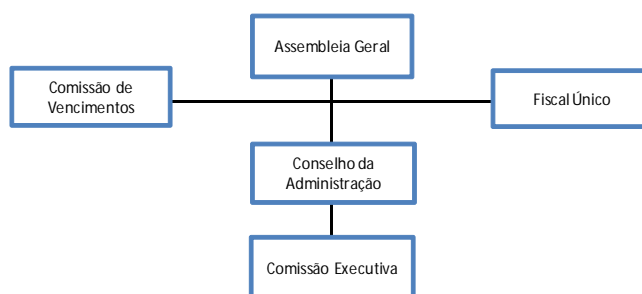 Assembleia Geral
Comissão de
Vencimentos
Fiscal Único
Conselho da
Administração
Comissão Executiva